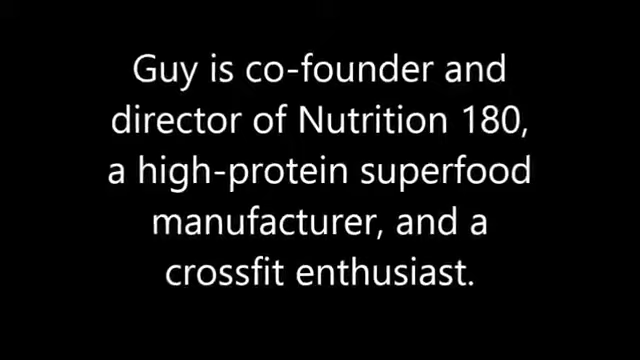 Guy is co-founder and
director of Nutrition 180,
a high-protein superfood
manufacturer, and a
crossfit enthusiast.